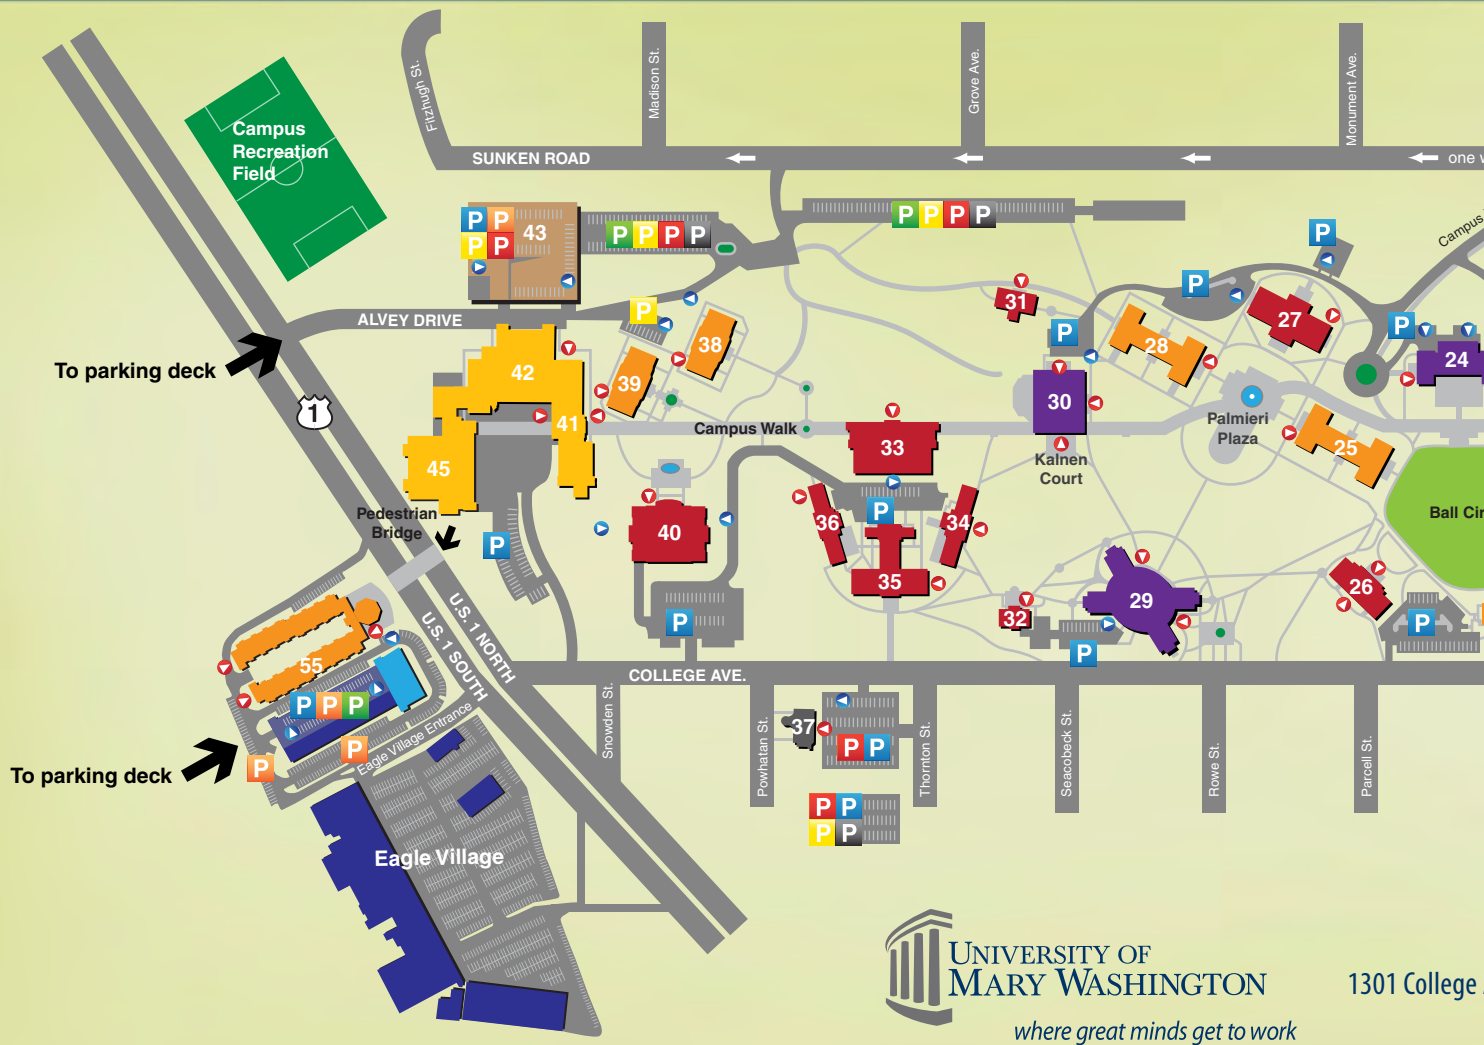 Fitzhugh St.
Madison St.
Grove Ave.
Monument Ave.
SUNKEN ROAD
one w
Campus
Recreation
Field
P P
P P
43
P P P P
P P P P
P
Campus
ALVEY DRIVE
P
P
31
27
P
P
28
24
38
To parking deck
42
39
30
1
41
Campus Walk
33
Palmieri
Plaza
25
45
Kalnen
Court
Pedestrian
Bridge
P
36
34
40
P
Ball Cir
35
26
29
32
P
P
P
55
U.S. 1 NORTH
U.S. 1 SOUTH
COLLEGE AVE.
P P P
P
P
Eagle Village Entrance
Snowden St.
Powhatan St.
37
P P
Thornton St.
Seacobeck St.
Rowe St.
Parcell St.
To parking deck
P P
P P
Eagle Village
UNIVERSITY OF
MARY WASHINGTON
1301 College
where great minds get to work